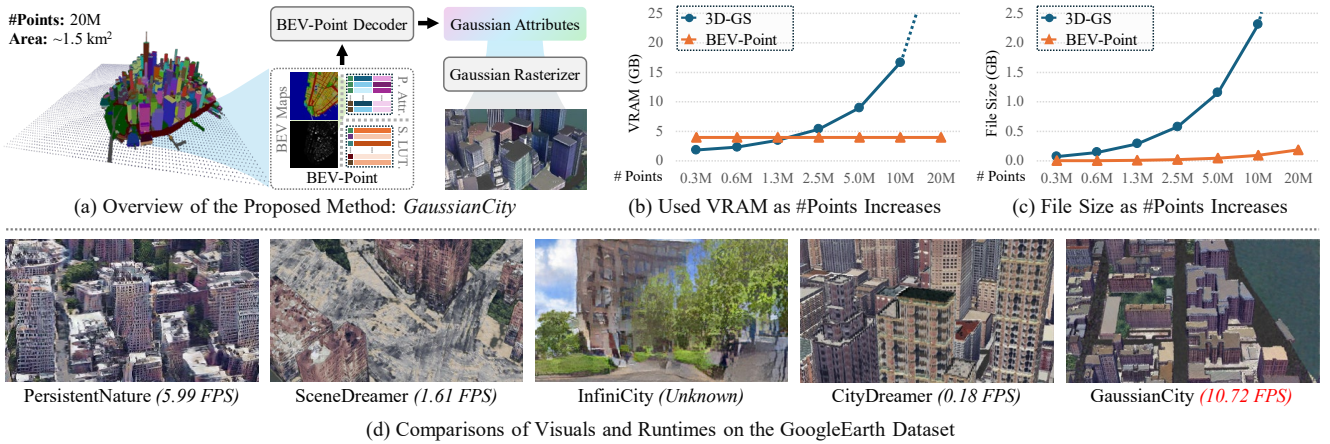 #Points: 20M
Area: ~1.5 km²
BEV-Point Decoder
Gaussian Attributes
Gaussian Rasterizer
BEV Maps
P. Attr.
S. LUT
BEV-Point
(a) Overview of the Proposed Method: GaussianCity
VRAM (GB)
25
20
15
10
5
0
3D-GS
BEV-Point
# Points 0.3M 0.6M 1.3M 2.5M 5.0M 10M 20M
(b) Used VRAM as #Points Increases
File Size (GB)
2.5
2.0
1.5
1.0
0.5
0.0
3D-GS
BEV-Point
# Points 0.3M 0.6M 1.3M 2.5M 5.0M 10M 20M
(c) File Size as #Points Increases
PersistentNature (5.99 FPS)
SceneDreamer (1.61 FPS)
InfiniCity (Unknown)
CityDreamer (0.18 FPS)
GaussianCity (10.72 FPS)
(d) Comparisons of Visuals and Runtimes on the GoogleEarth Dataset